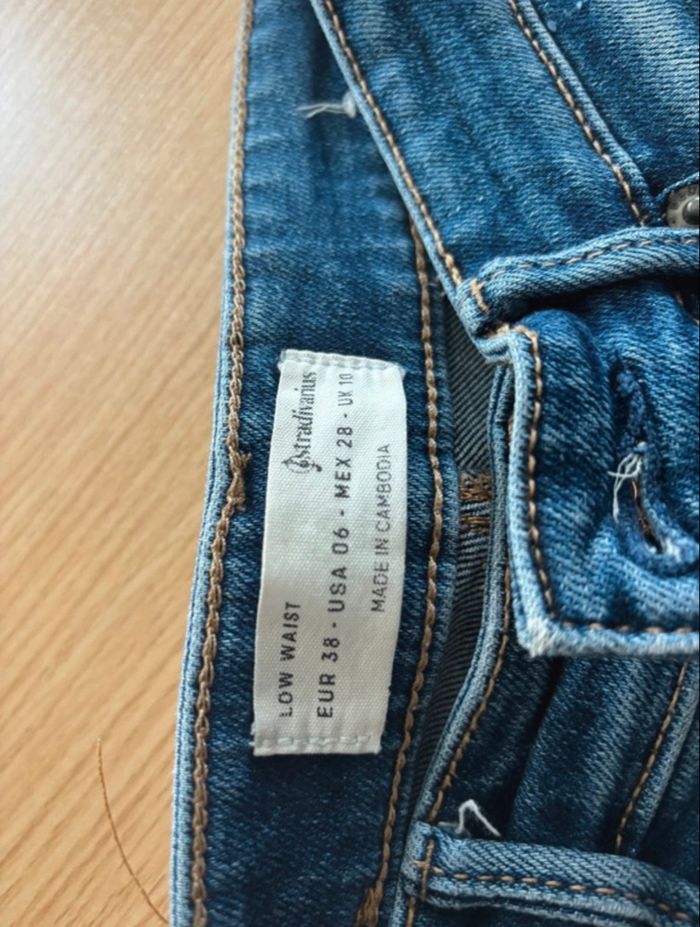 stradivarius
LOW WAIST
EUR 38 - USA 06 - MEX 28 - UK 10
MADE IN CAMBODIA